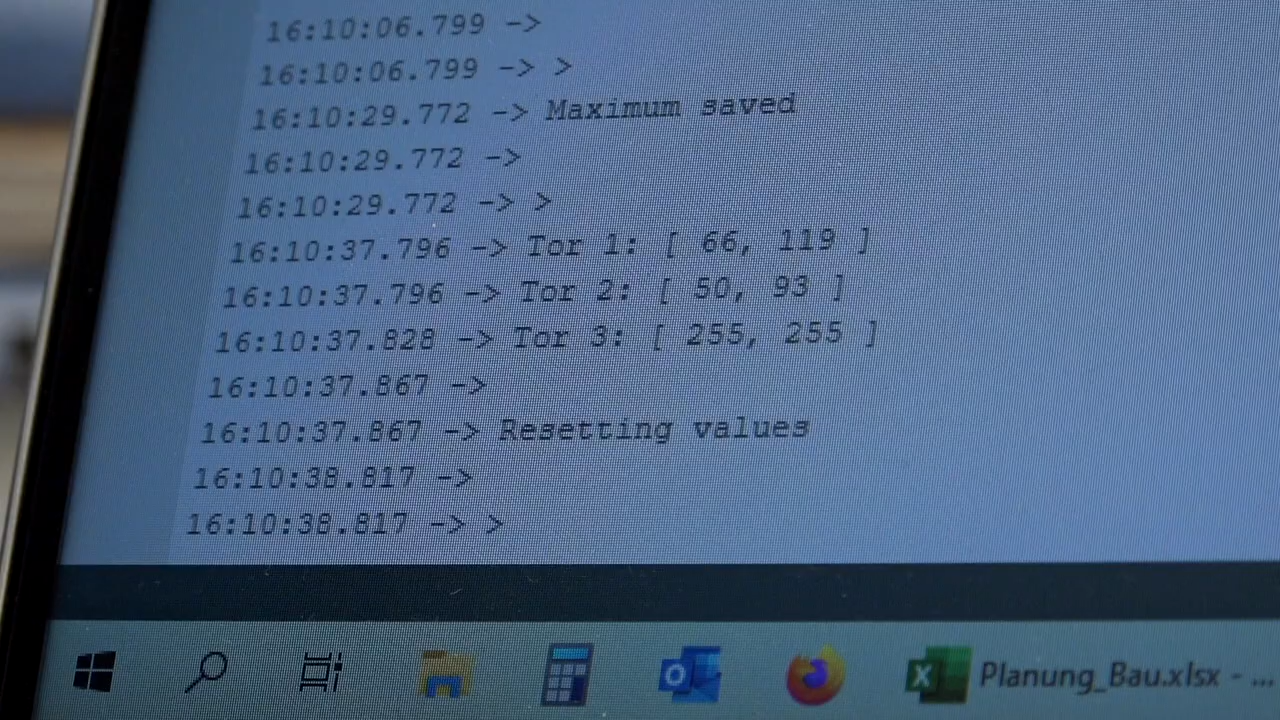 16:10:06.799 ->
16:10:06.799 -> >
16:10:29.772 -> Maximum saved
16:10:29.772 ->
16:10:29.772 -> >
16:10:37.796 -> Tor 1: [ 66, 119 ]
16:10:37.796 -> Tor 2: [ 50, 93 ]
16:10:37.828 -> Tor 3: [ 255, 255 ]
16:10:37.867 ->
16:10:37.867 -> Resetting values
16:10:38.817 ->
16:10:38.817 -> >
Planung_Bau.xlsx - ...